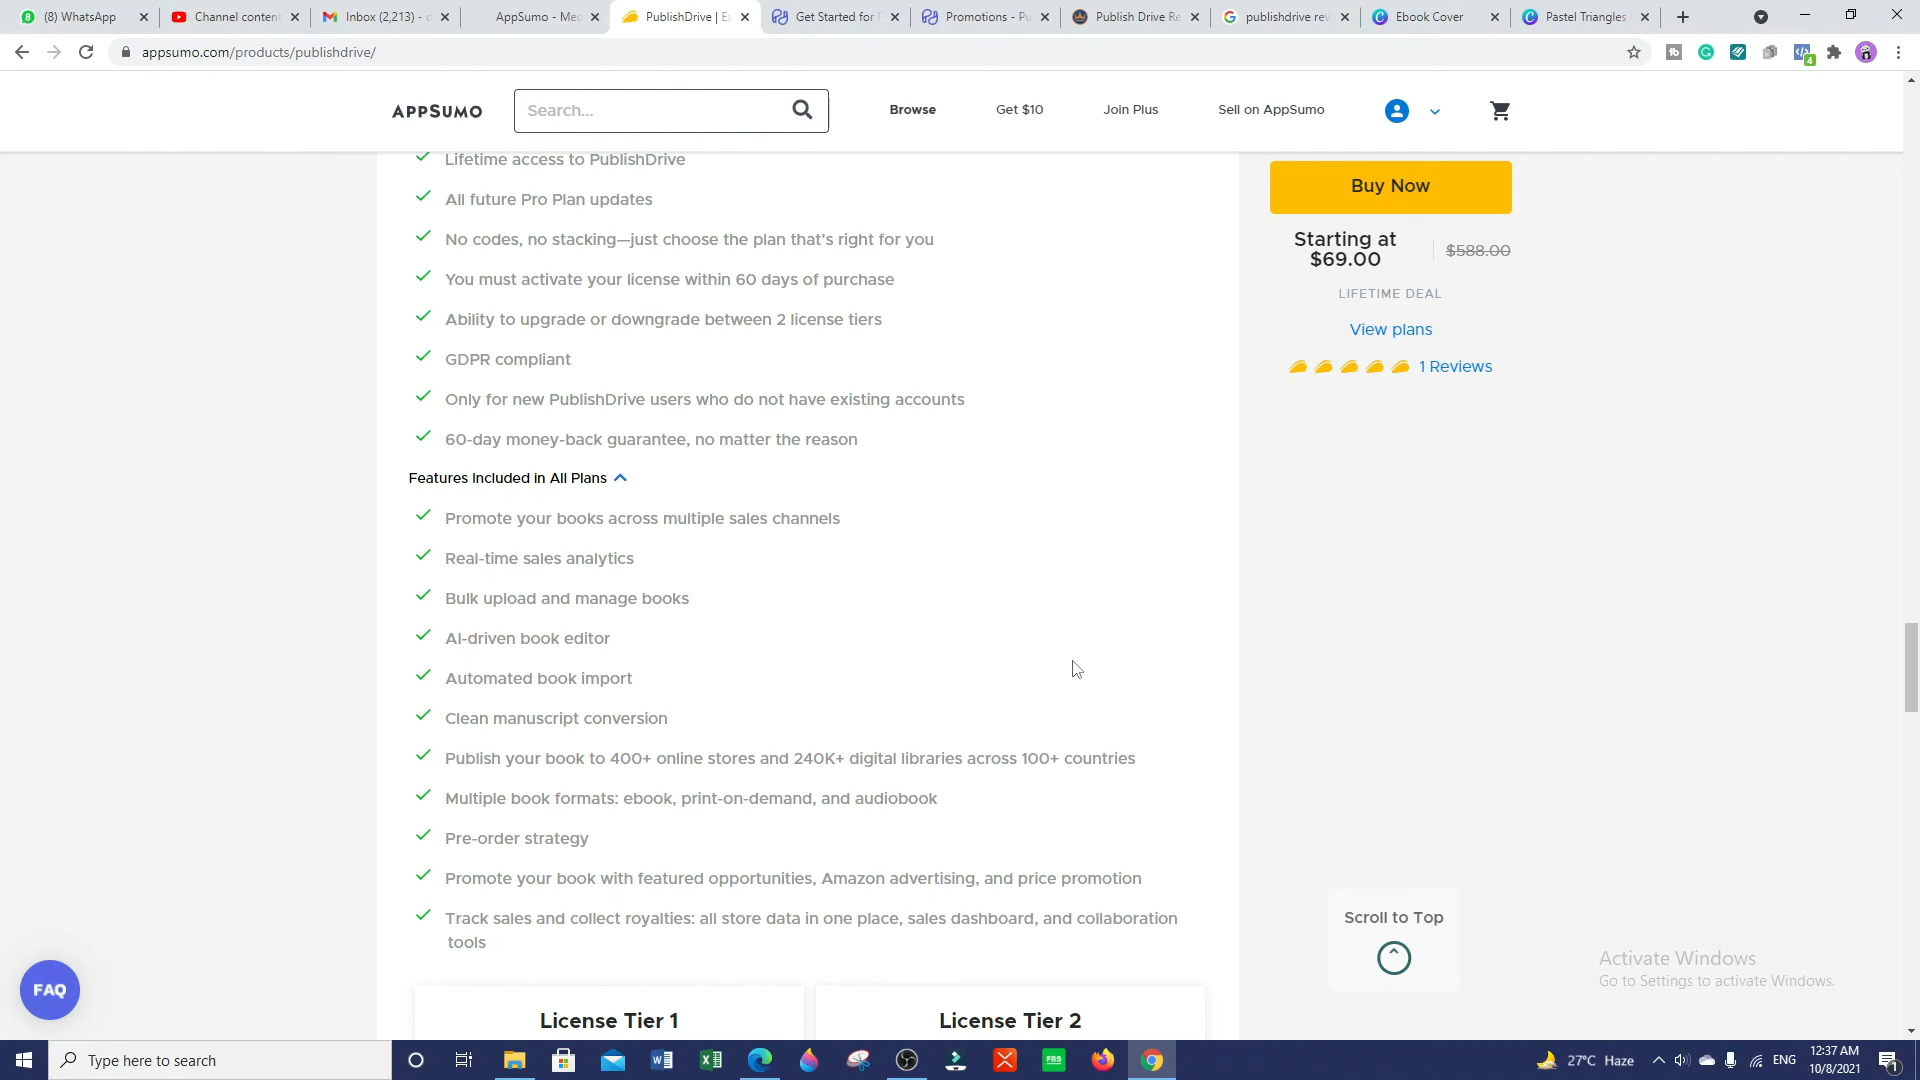 (8) WhatsApp
Channel content
Inbox (2,213) - d
AppSumo - Med
PublishDrive | Ex
Get Started for F
Promotions - Pu
Publish Drive Re
publishdrive rev
Ebook Cover
Pastel Triangles
appsumo.com/products/publishdrive/
4
APPSUMO
Search...
Browse
Get $10
Join Plus
Sell on AppSumo
Lifetime access to PublishDrive
All future Pro Plan updates
No codes, no stacking—just choose the plan that's right for you
You must activate your license within 60 days of purchase
Ability to upgrade or downgrade between 2 license tiers
GDPR compliant
Only for new PublishDrive users who do not have existing accounts
60-day money-back guarantee, no matter the reason
Features Included in All Plans
Promote your books across multiple sales channels
Real-time sales analytics
Bulk upload and manage books
AI-driven book editor
Automated book import
Clean manuscript conversion
Publish your book to 400+ online stores and 240K+ digital libraries across 100+ countries
Multiple book formats: ebook, print-on-demand, and audiobook
Pre-order strategy
Promote your book with featured opportunities, Amazon advertising, and price promotion
Track sales and collect royalties: all store data in one place, sales dashboard, and collaboration
tools
License Tier 1
License Tier 2
Buy Now
Starting at
$69.00
$588.00
LIFETIME DEAL
View plans
1 Reviews
Scroll to Top
Activate Windows
Go to Settings to activate Windows.
FAQ
Type here to search
FBS
27°C Haze
ENG
12:37 AM
10/8/2021
1